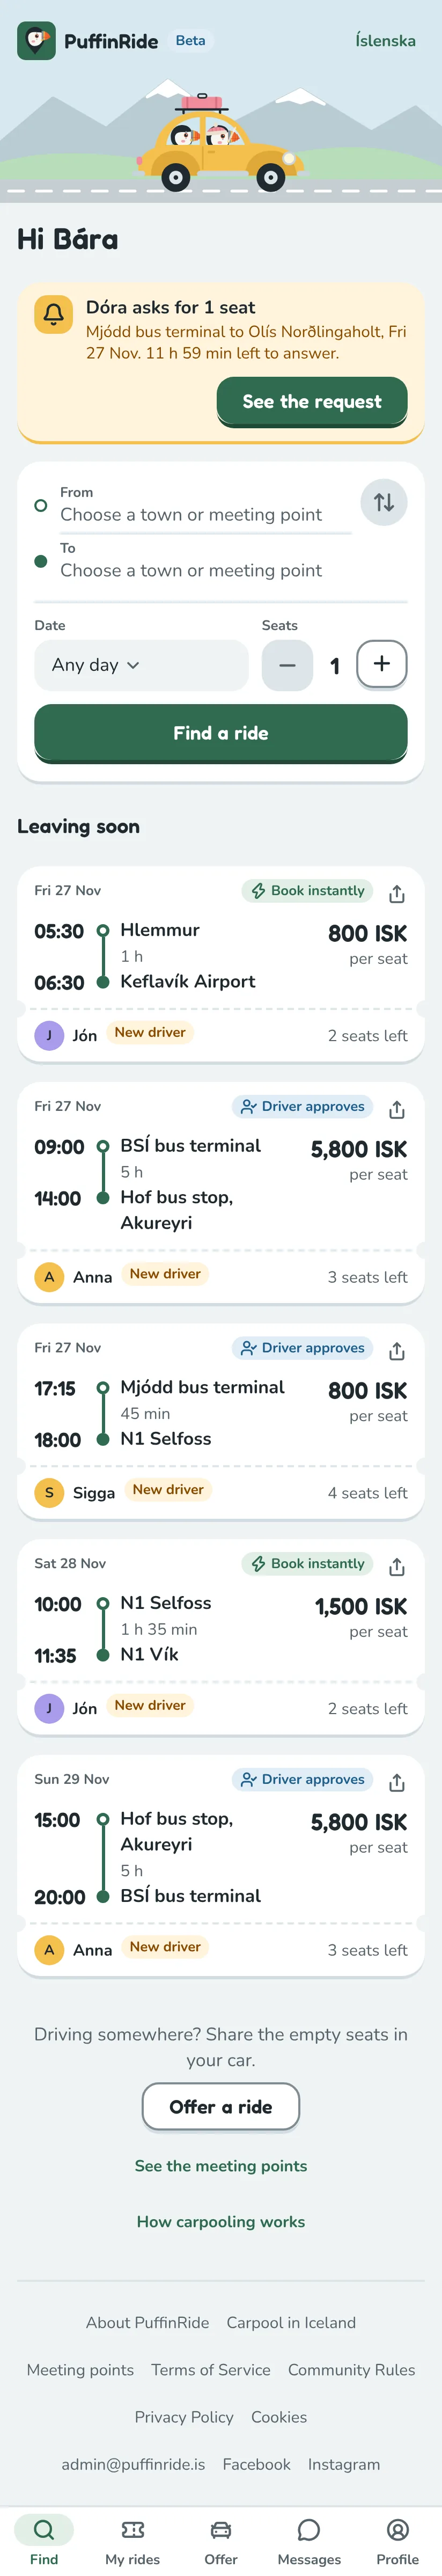 PuffinRide Beta Íslenska
Hi Bára
Dóra asks for 1 seat
Mjódd bus terminal to Olís Norðlingaholt, Fri
27 Nov. 11 h 59 min left to answer.
See the request
From
Choose a town or meeting point
To
Choose a town or meeting point
Date Seats
Any day 1
Find a ride
Leaving soon
Fri 27 Nov Book instantly
05:30 Hlemmur 800 ISK
1 h per seat
06:30 Keflavík Airport
J Jón New driver 2 seats left
Fri 27 Nov Driver approves
09:00 BSÍ bus terminal 5,800 ISK
5 h per seat
14:00 Hof bus stop,
Akureyri
A Anna New driver 3 seats left
Fri 27 Nov Driver approves
17:15 Mjódd bus terminal 800 ISK
45 min per seat
18:00 N1 Selfoss
S Sigga New driver 4 seats left
Sat 28 Nov Book instantly
10:00 N1 Selfoss 1,500 ISK
1 h 35 min per seat
11:35 N1 Vík
J Jón New driver 2 seats left
Sun 29 Nov Driver approves
15:00 Hof bus stop, 5,800 ISK
Akureyri per seat
5 h
20:00 BSÍ bus terminal
A Anna New driver 3 seats left
Driving somewhere? Share the empty seats in
your car.
Offer a ride
See the meeting points
How carpooling works
About PuffinRide Carpool in Iceland
Meeting points Terms of Service Community Rules
Privacy Policy Cookies
admin@puffinride.is Facebook Instagram
Find My rides Offer Messages Profile